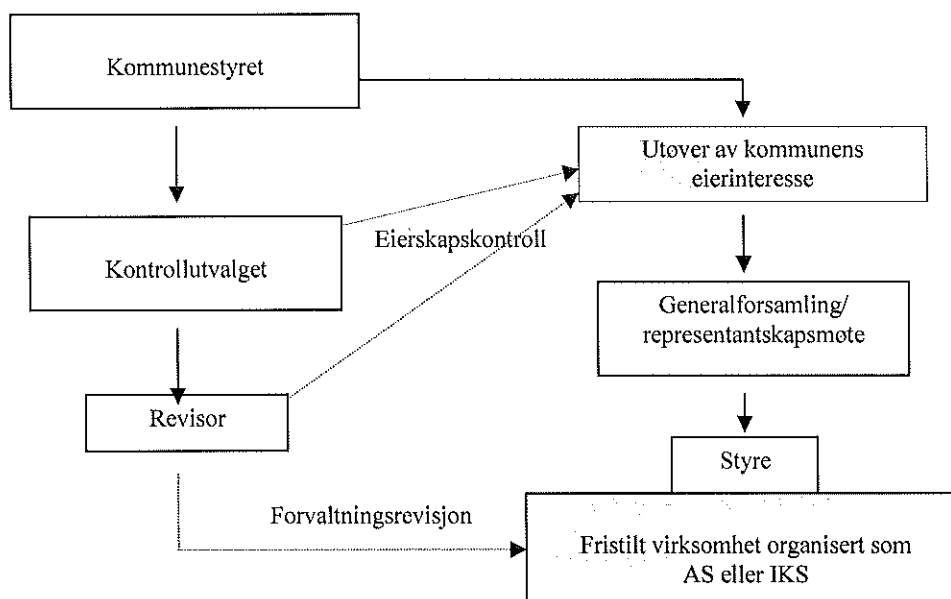 Kommunestyret
Utøver av kommunens
eierinteresse
Eierskapskontroll
Kontrollutvalget
Generalforsamling/
representantskapsmøte
Revisor
Styre
Forvaltningsrevisjon
Fristilt virksomhet organisert som
AS eller IKS